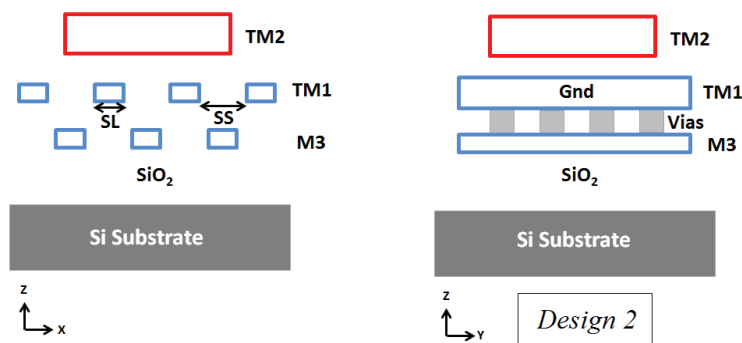 TM2
TM1
SL
SS
M3
SiO₂
Si Substrate
Z
X
TM2
Gnd
TM1
Vias
M3
SiO₂
Si Substrate
Z
Y
Design 2